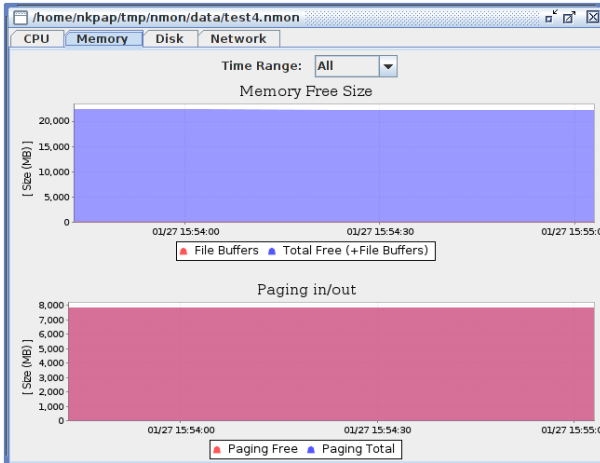 /home/nkpap/tmp/nmon/data/test4.nmon
CPU Memory Disk Network
Time Range: All
Memory Free Size
[ Size (MB) ]
20,000
15,000
10,000
5,000
0
01/27 15:54:00 01/27 15:54:30 01/27 15:55:0
File Buffers Total Free (+File Buffers)
Paging in/out
[ Size (MB) ]
8,000
7,000
6,000
5,000
4,000
3,000
2,000
1,000
0
01/27 15:54:00 01/27 15:54:30 01/27 15:55:0
Paging Free Paging Total